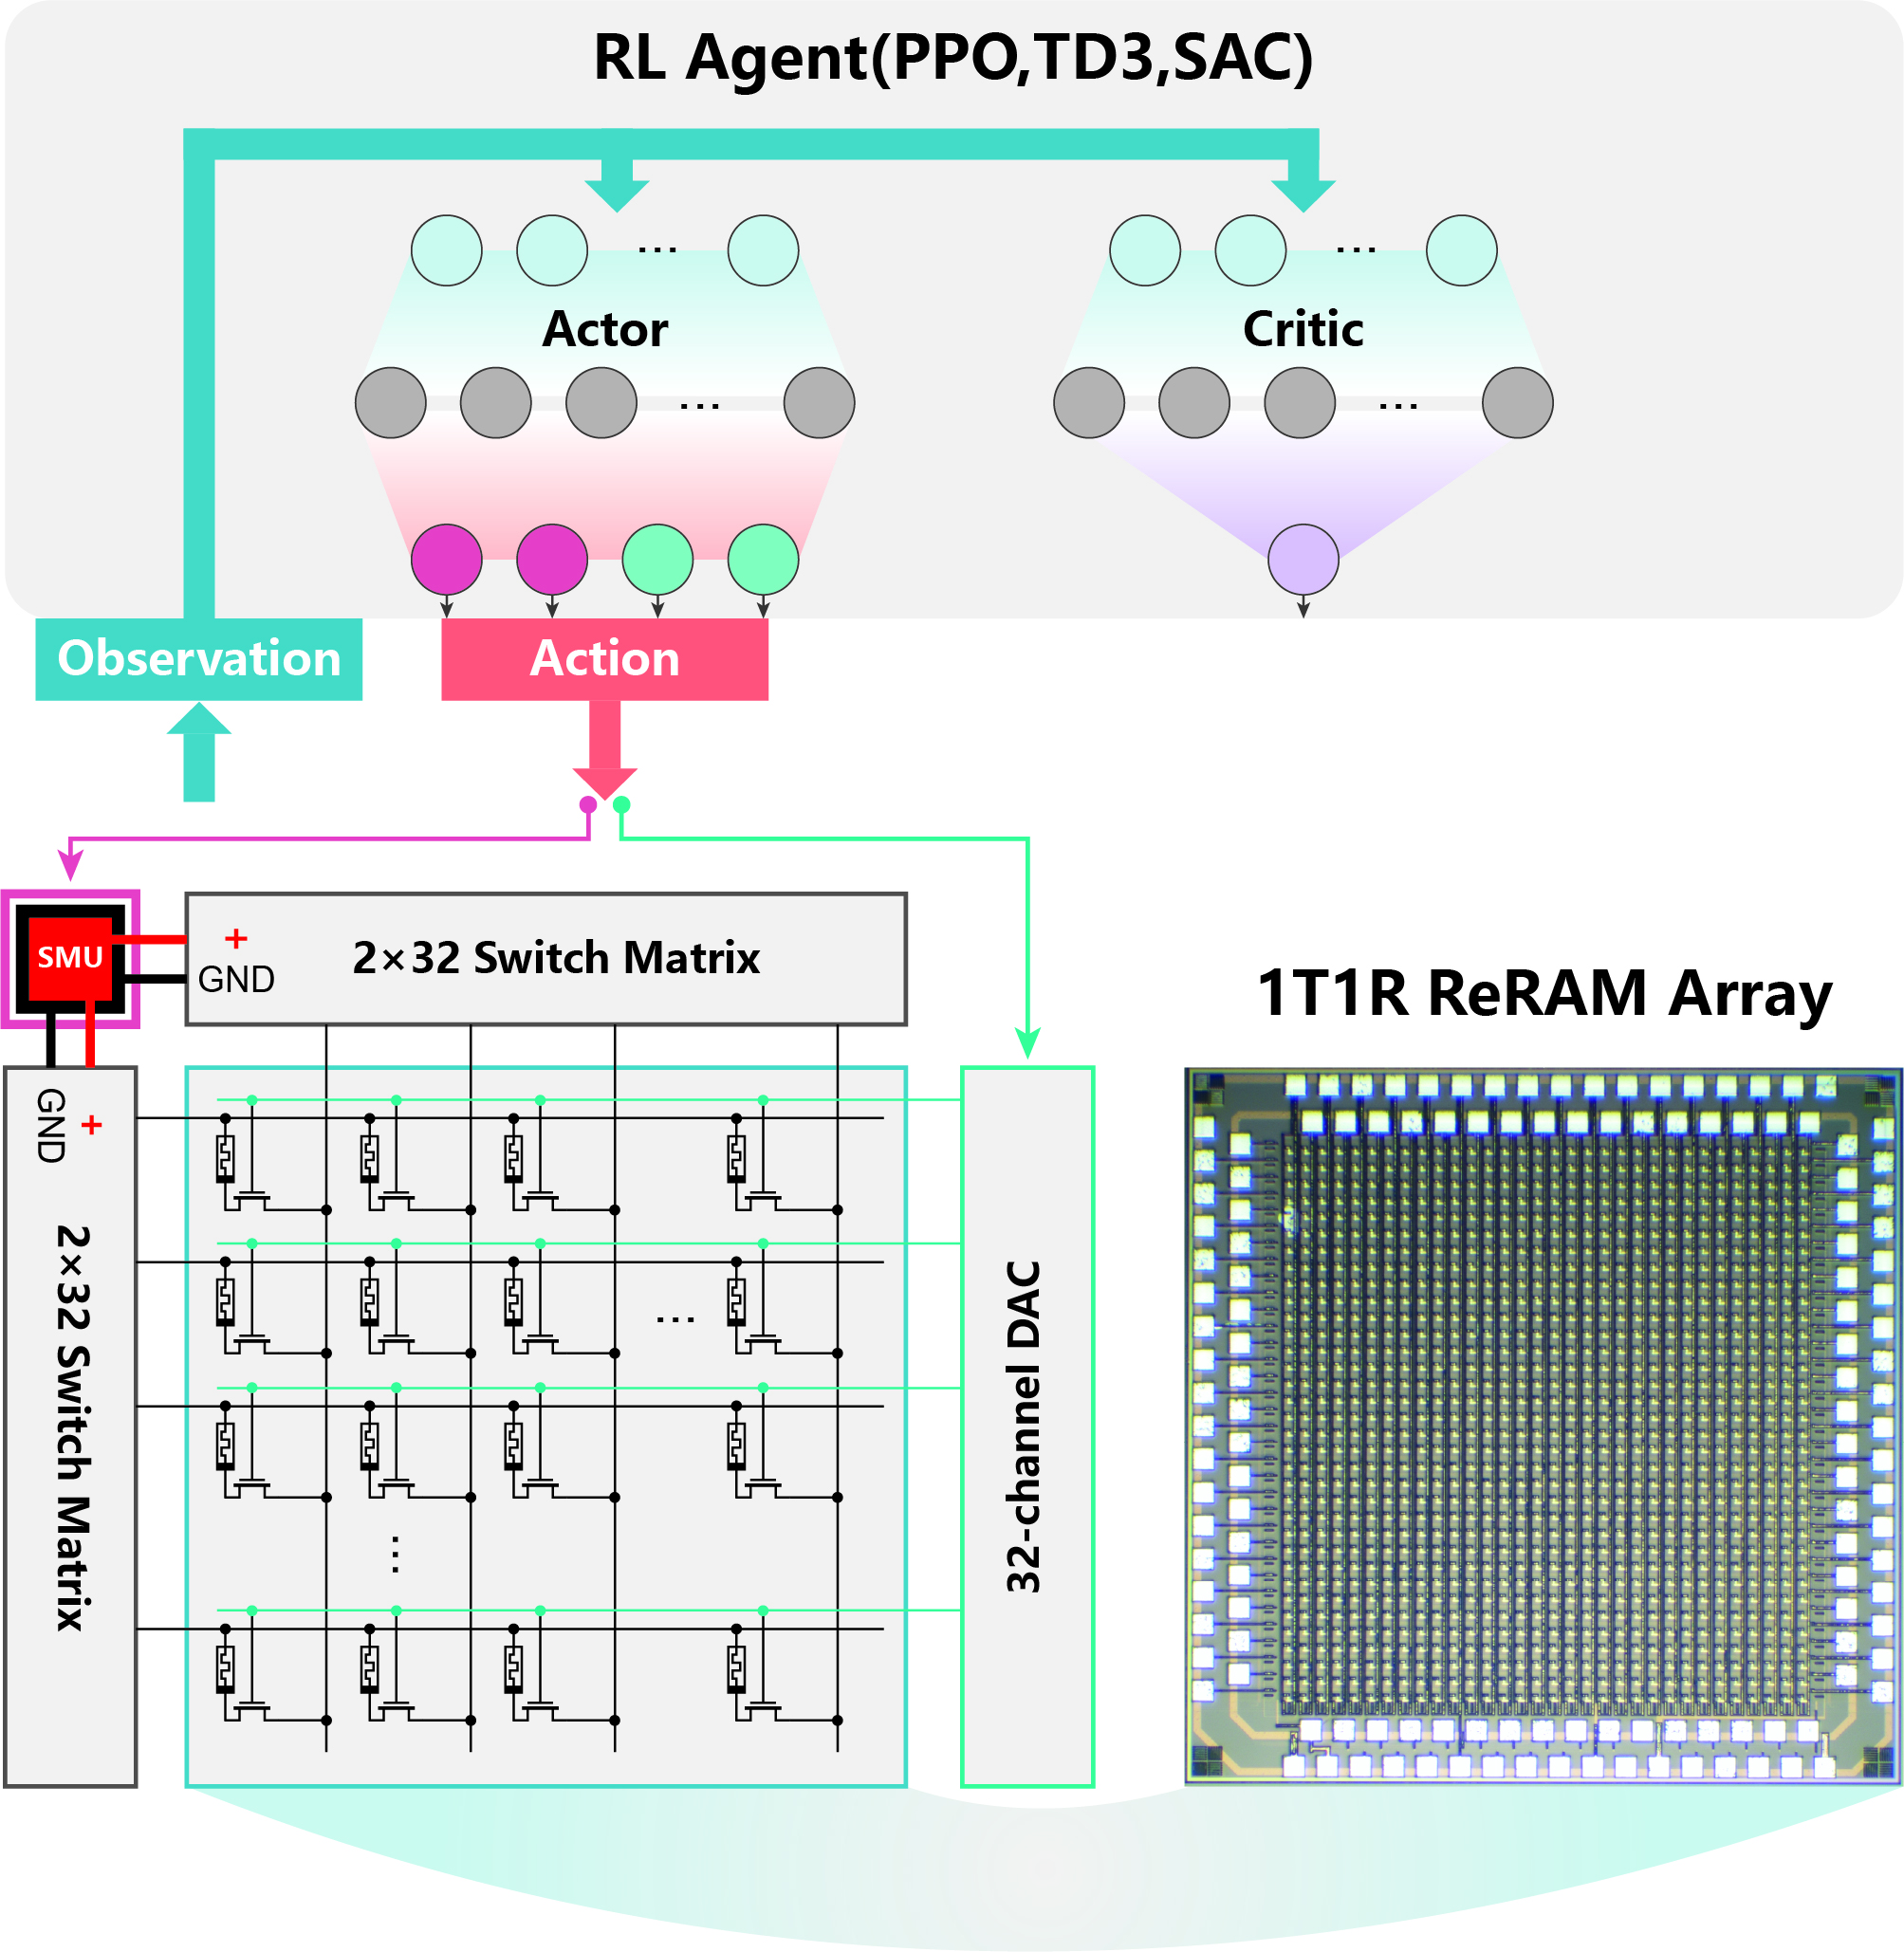 RL Agent(PPO,TD3,SAC)
...
...
Actor
Critic
...
...
Observation
Action
SMU
+
GND
2×32 Switch Matrix
1T1R ReRAM Array
GND
+
2×32 Switch Matrix
...
...
32-channel DAC